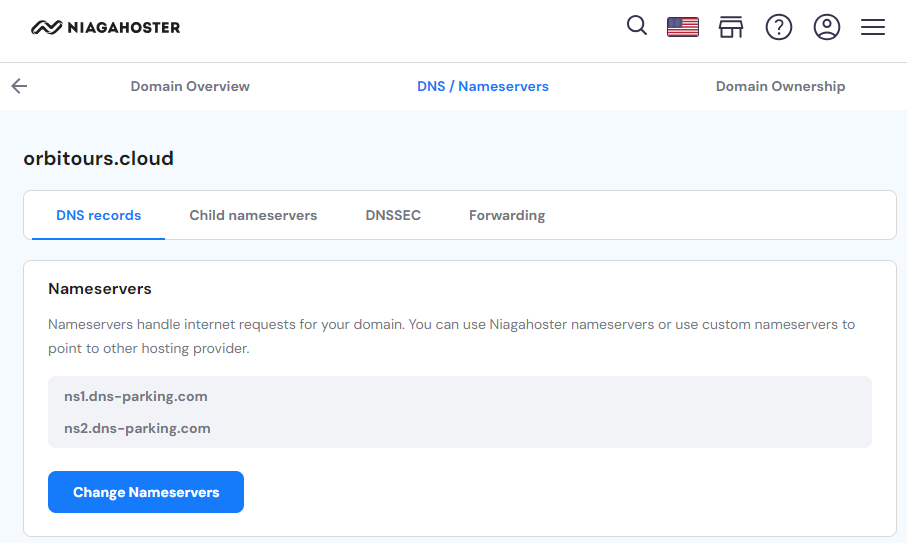 NIAGAHOSTER
Domain Overview DNS / Nameservers Domain Ownership
orbitours.cloud
DNS records Child nameservers DNSSEC Forwarding
Nameservers
Nameservers handle internet requests for your domain. You can use Niagahoster nameservers or use custom nameservers to
point to other hosting provider.
ns1.dns-parking.com
ns2.dns-parking.com
Change Nameservers